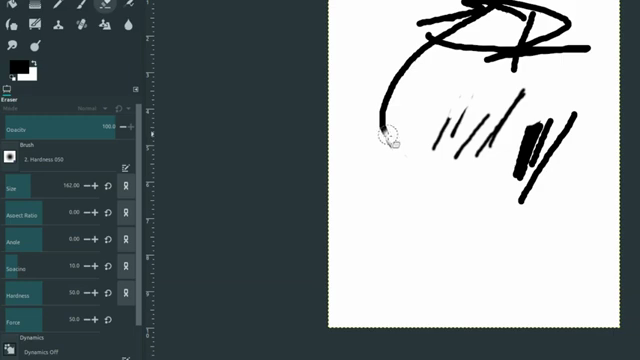 Eraser
Mode Normal
Opacity 100.0
Brush
2. Hardness 050
Size 162.00
Aspect Ratio 0.00
Angle 0.00
Spacing 10.0
Hardness 50.0
Force 50.0
Dynamics
Dynamics Off